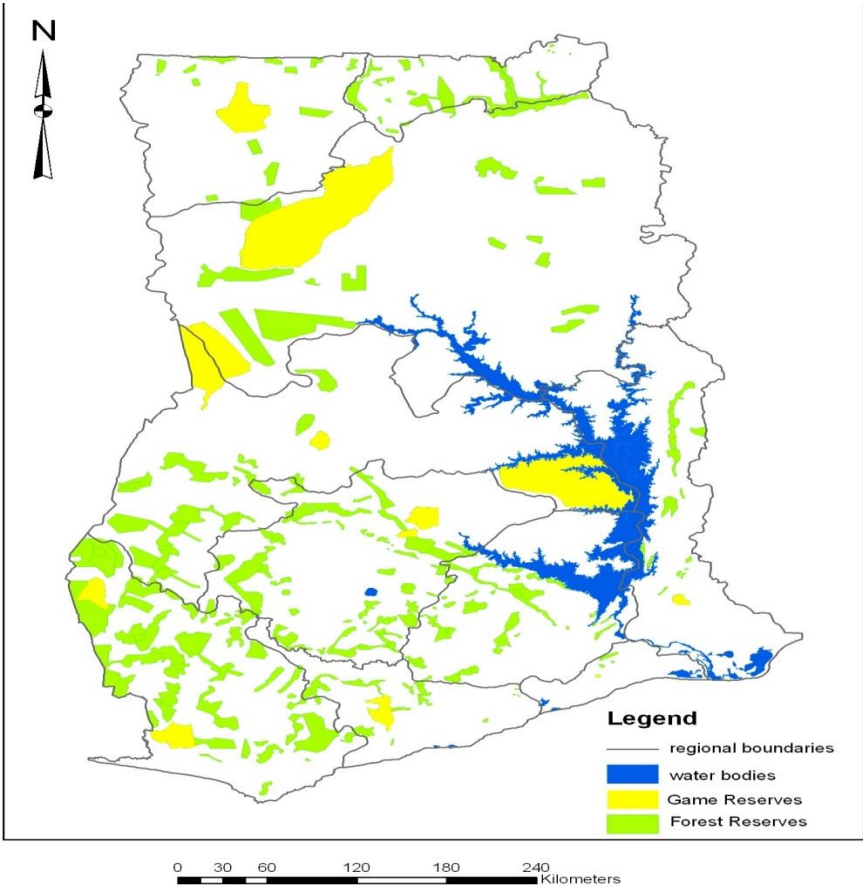 N
Legend
regional boundaries
water bodies
Game Reserves
Forest Reserves
0 30 60 120 180 240
Kilometers